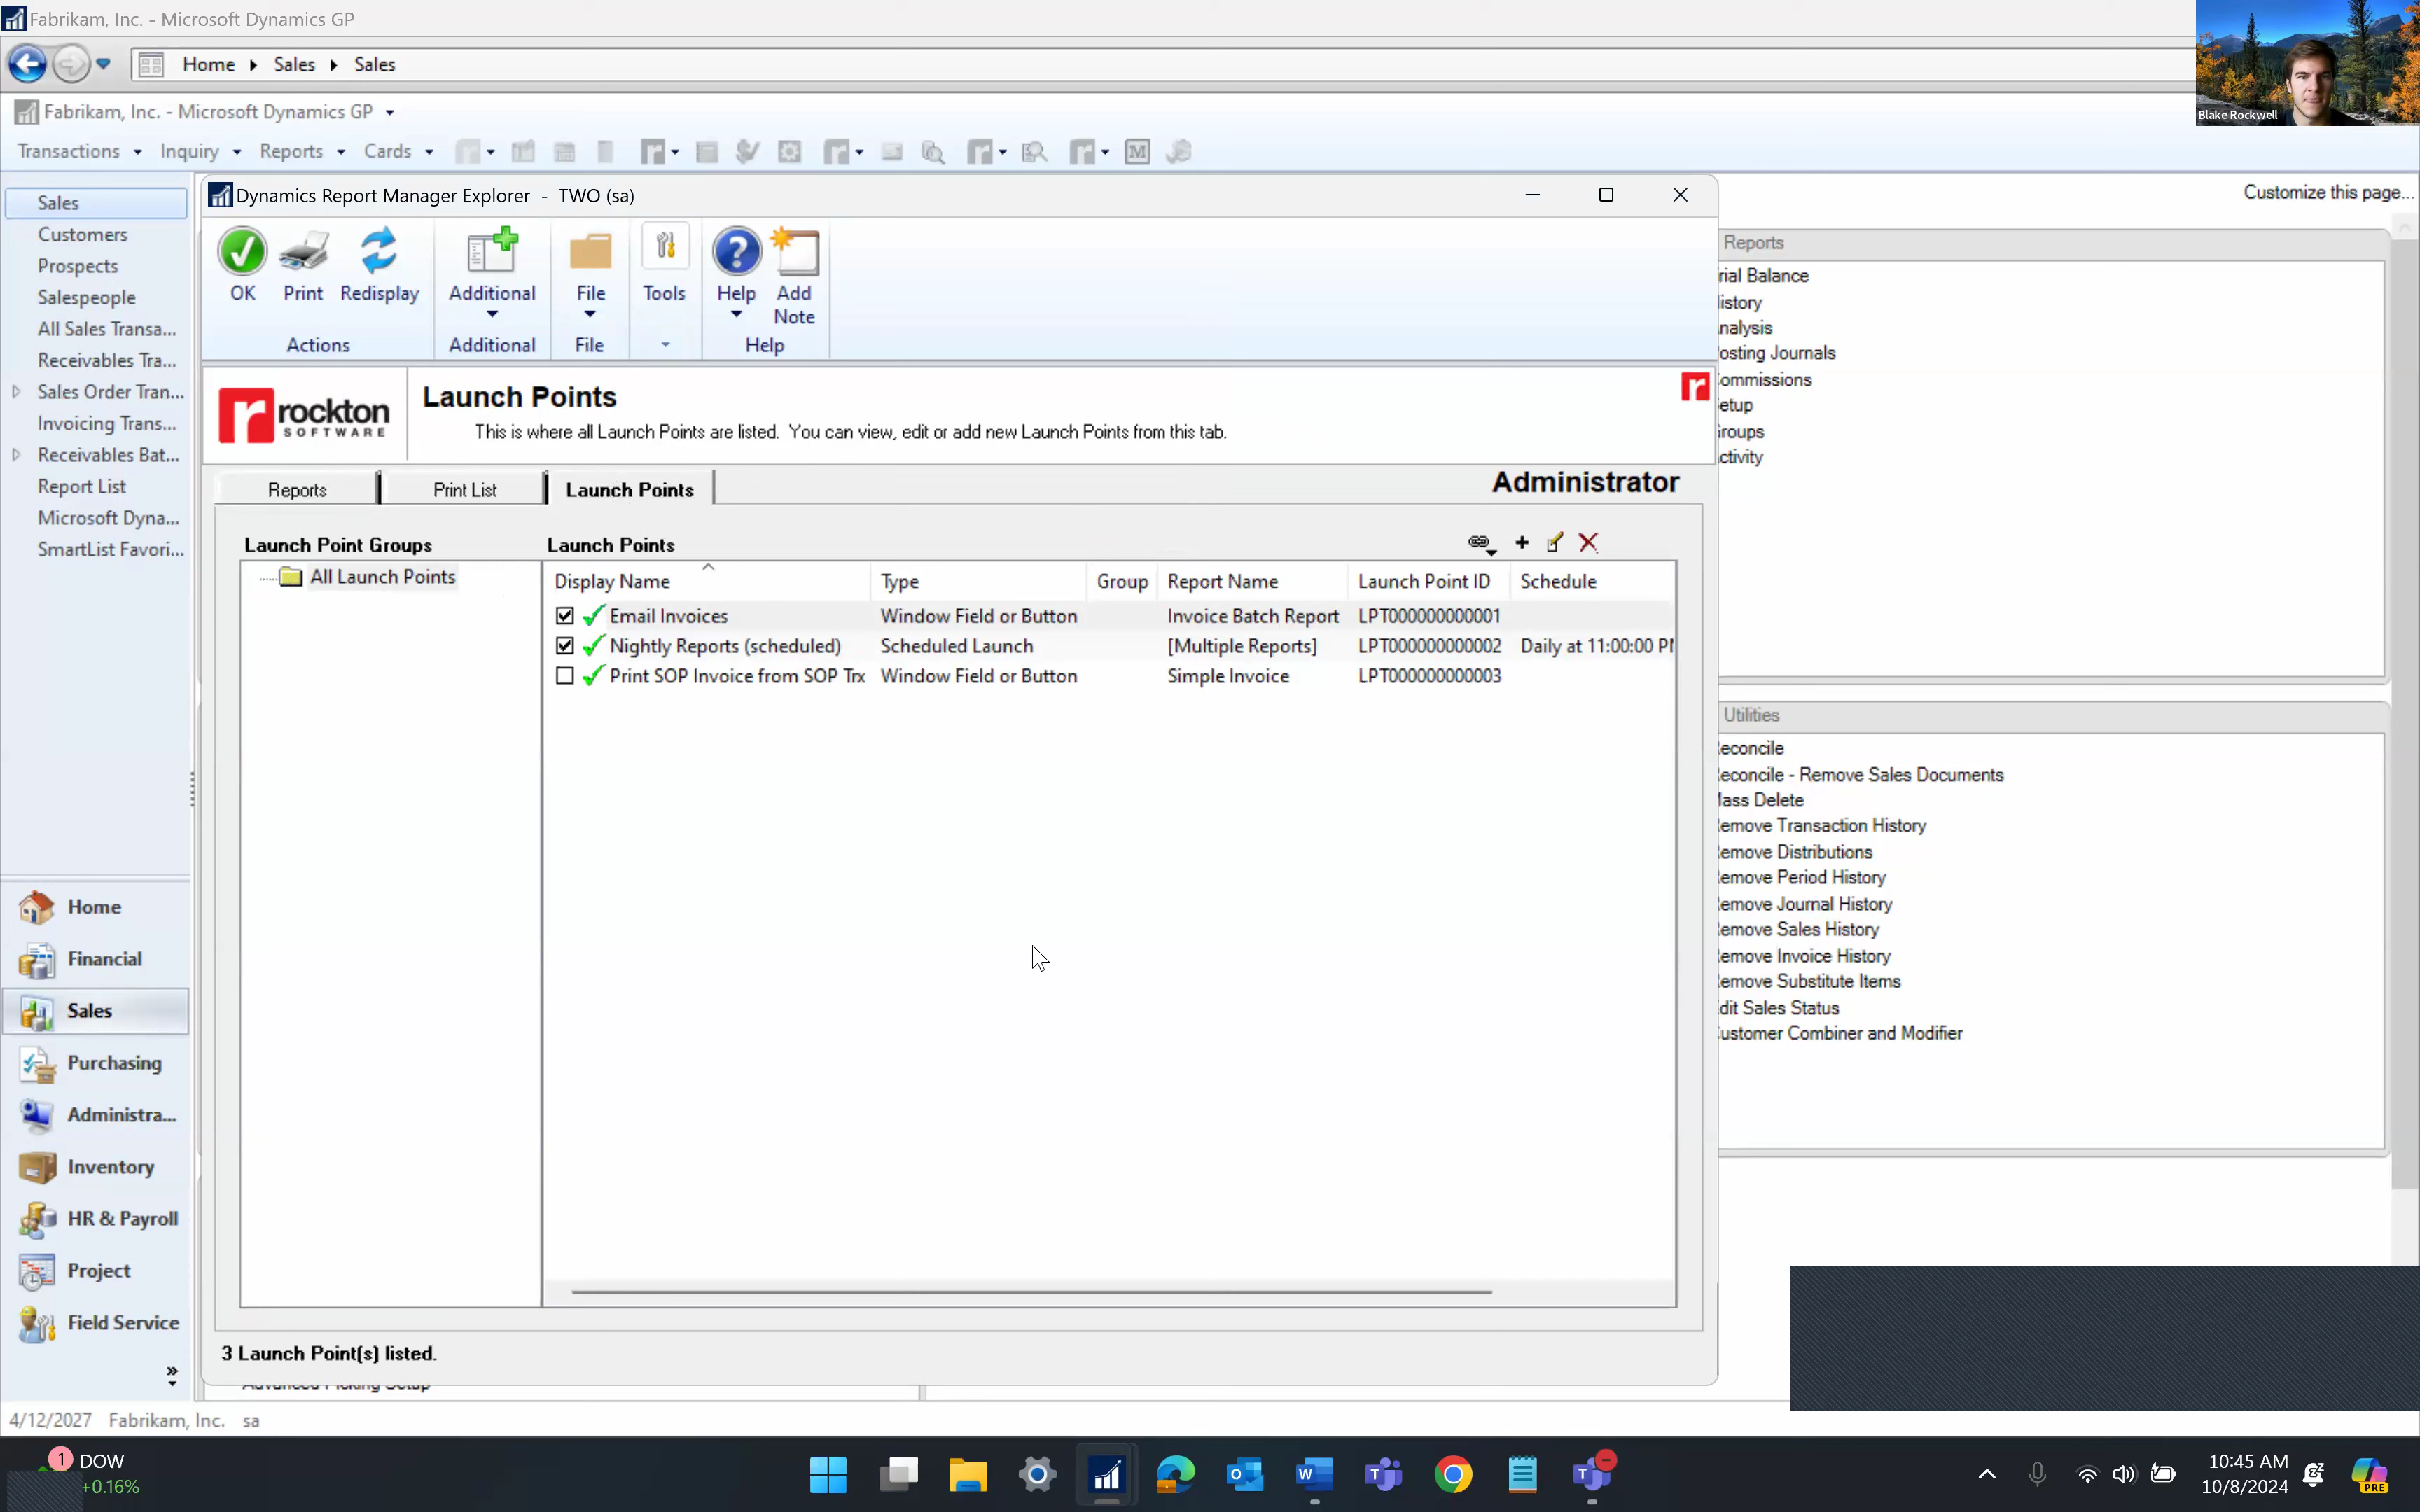 Fabrikam, Inc. - Microsoft Dynamics GP
Home Sales Sales
Blake Rockwell
Fabrikam, Inc. - Microsoft Dynamics GP
Transactions Inquiry Reports Cards
Customize this page...
Sales
Customers
Prospects
Salespeople
All Sales Transa...
Receivables Tra...
Sales Order Tran...
Invoicing Trans...
Receivables Bat...
Report List
Microsoft Dyna...
SmartList Favori...
Home
Financial
Sales
Purchasing
Administra...
Inventory
HR & Payroll
Project
Field Service
Dynamics Report Manager Explorer - TWO (sa)
OK Print Redisplay Additional File Tools Help Add
Note
Actions Additional File Help
rockton
SOFTWARE
Launch Points
This is where all Launch Points are listed. You can view, edit or add new Launch Points from this tab.
r
Reports Print List Launch Points
Administrator
Launch Point Groups
All Launch Points
Launch Points
Display Name Type Group Report Name Launch Point ID Schedule
Email Invoices Window Field or Button Invoice Batch Report LPT000000000001
Nightly Reports (scheduled) Scheduled Launch [Multiple Reports] LPT000000000002 Daily at 11:00:00 P
Print SOP Invoice from SOP Trx Window Field or Button Simple Invoice LPT000000000003
3 Launch Point(s) listed.
Reports
rial Balance
istory
nalysis
osting Journals
ommissions
etup
roups
ctivity
Utilities
econcile
econcile - Remove Sales Documents
ass Delete
emove Transaction History
emove Distributions
emove Period History
emove Journal History
emove Sales History
emove Invoice History
emove Substitute Items
dit Sales Status
ustomer Combiner and Modifier
4/12/2027 Fabrikam, Inc. sa
1 DOW
+0.16%
10:45 AM
10/8/2024
PRE